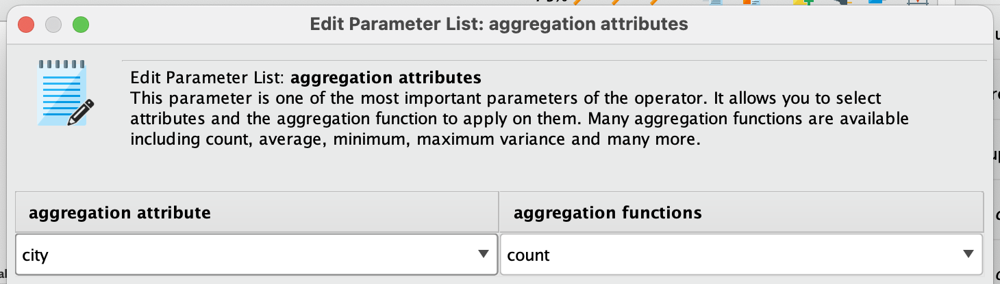 Edit Parameter List: aggregation attributes
Edit Parameter List: aggregation attributes
This parameter is one of the most important parameters of the operator. It allows you to select
attributes and the aggregation function to apply on them. Many aggregation functions are available
including count, average, minimum, maximum variance and many more.
aggregation attribute
aggregation functions
city
count